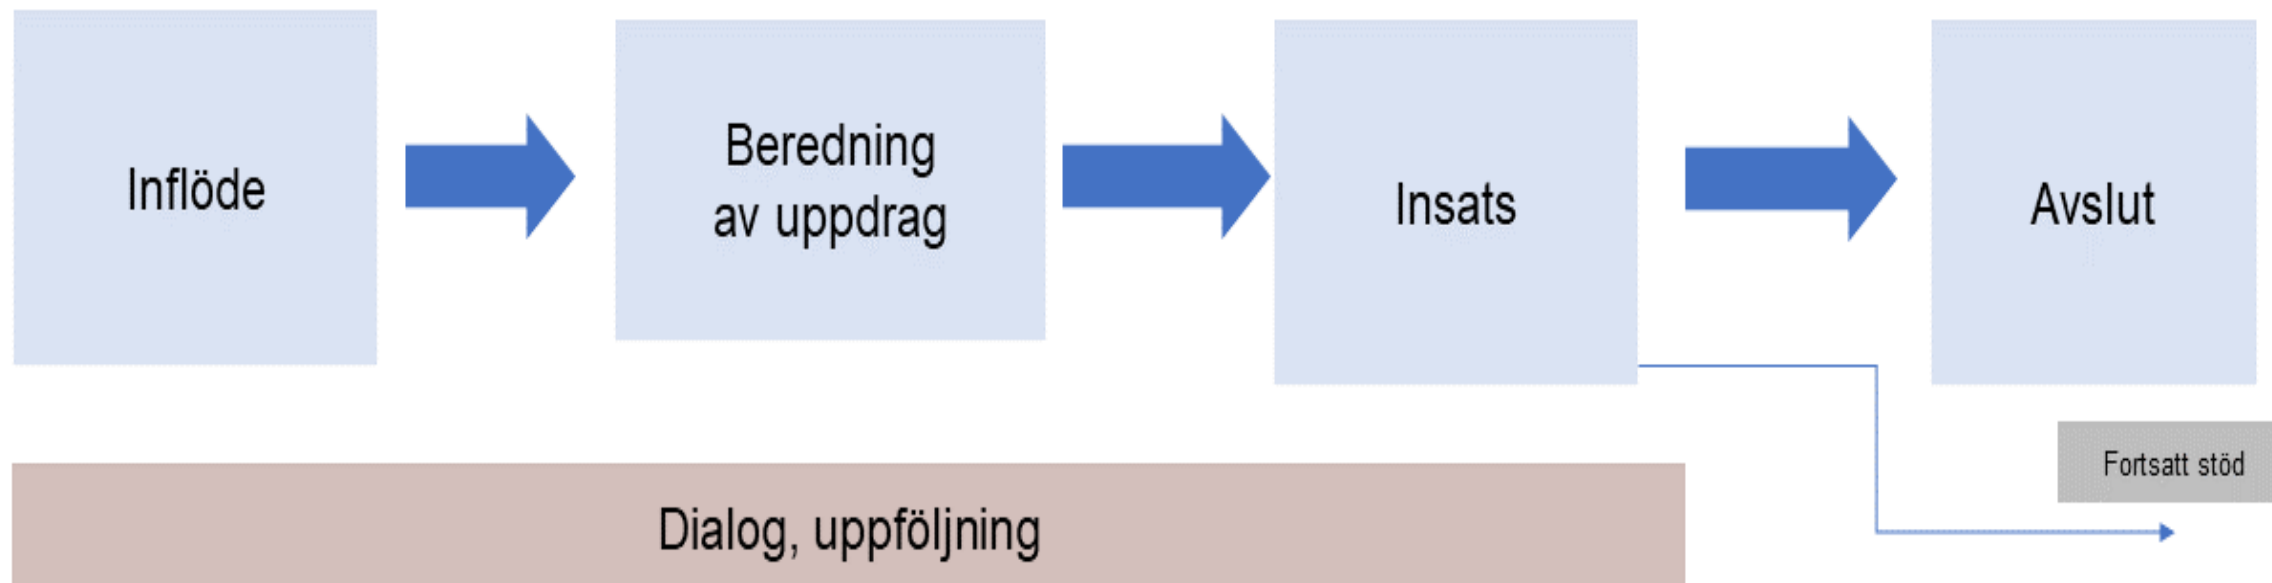 Inflöde
Beredning
av uppdrag
Insats
Avslut
Fortsatt stöd
Dialog, uppföljning